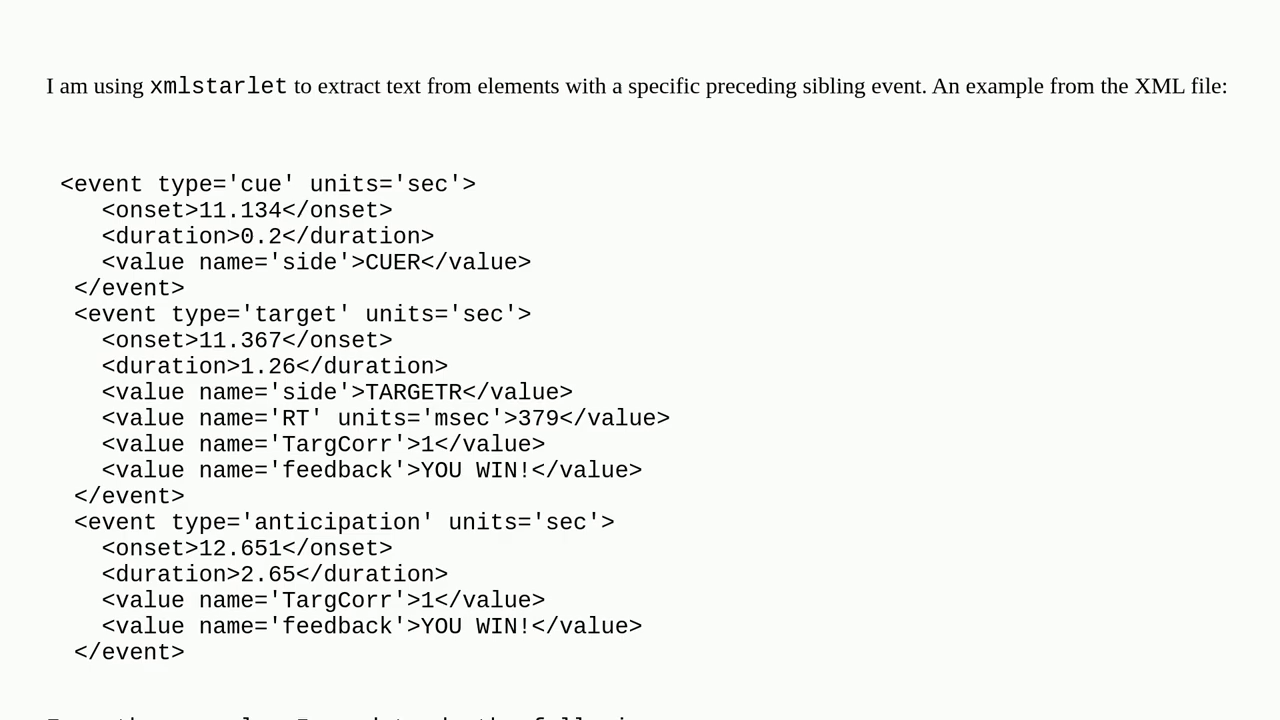 I am using xmlstarlet to extract text from elements with a specific preceding sibling event. An example from the XML file:
<event type='cue' units='sec'>
<onset>11.134</onset>
<duration>0.2</duration>
<value name='side'>CUER</value>
</event>
<event type='target' units='sec'>
<onset>11.367</onset>
<duration>1.26</duration>
<value name='side'>TARGETR</value>
<value name='RT' units='msec'>379</value>
<value name='TargCorr'>1</value>
<value name='feedback'>YOU WIN!</value>
</event>
<event type='anticipation' units='sec'>
<onset>12.651</onset>
<duration>2.65</duration>
<value name='TargCorr'>1</value>
<value name='feedback'>YOU WIN!</value>
</event>